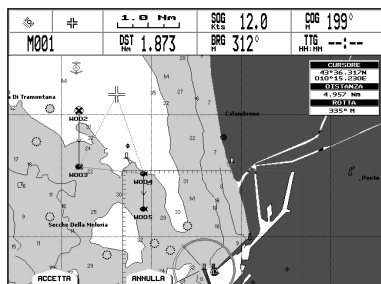 1.0 Nm
SOG Kts 12.0
COG M 199°
M001
DST Nm 1.873
BRG M 312°
TTG HH:MM --:--
CURSORE
43°36.317N
010°15.230E
DISTANZA
4.957 Nm
ROTTA
335° M
a Di Tramontana
Calambrone
W002
W003
W004
W005
Ponte
Secche Della Meloria
ACCETTA
ANNULLA